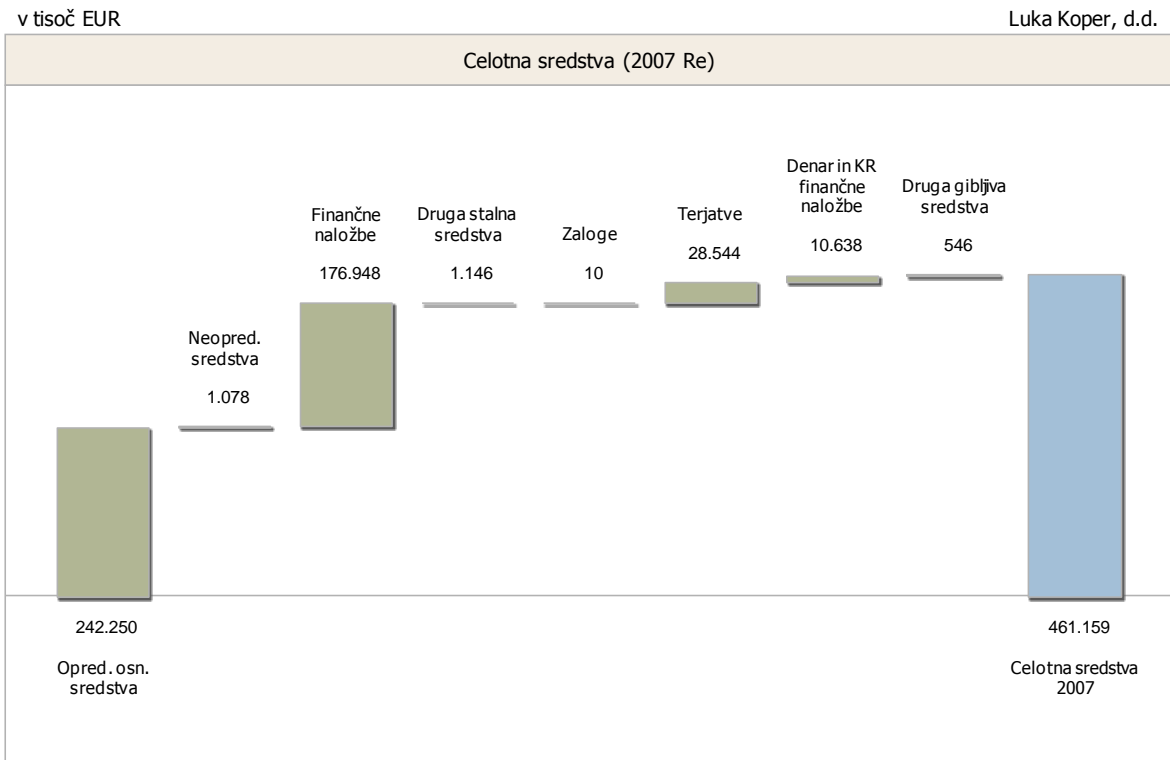 v tisoč EUR
Luka Koper, d.d.
Celotna sredstva (2007 Re)
Opred. osn.
sredstva
242.250
Neopred.
sredstva
1.078
Finančne
naložbe
176.948
Druga stalna
sredstva
1.146
Zaloge
10
Terjatve
28.544
Denar in KR
finančne
naložbe
10.638
Druga gibljiva
sredstva
546
461.159
Celotna sredstva
2007